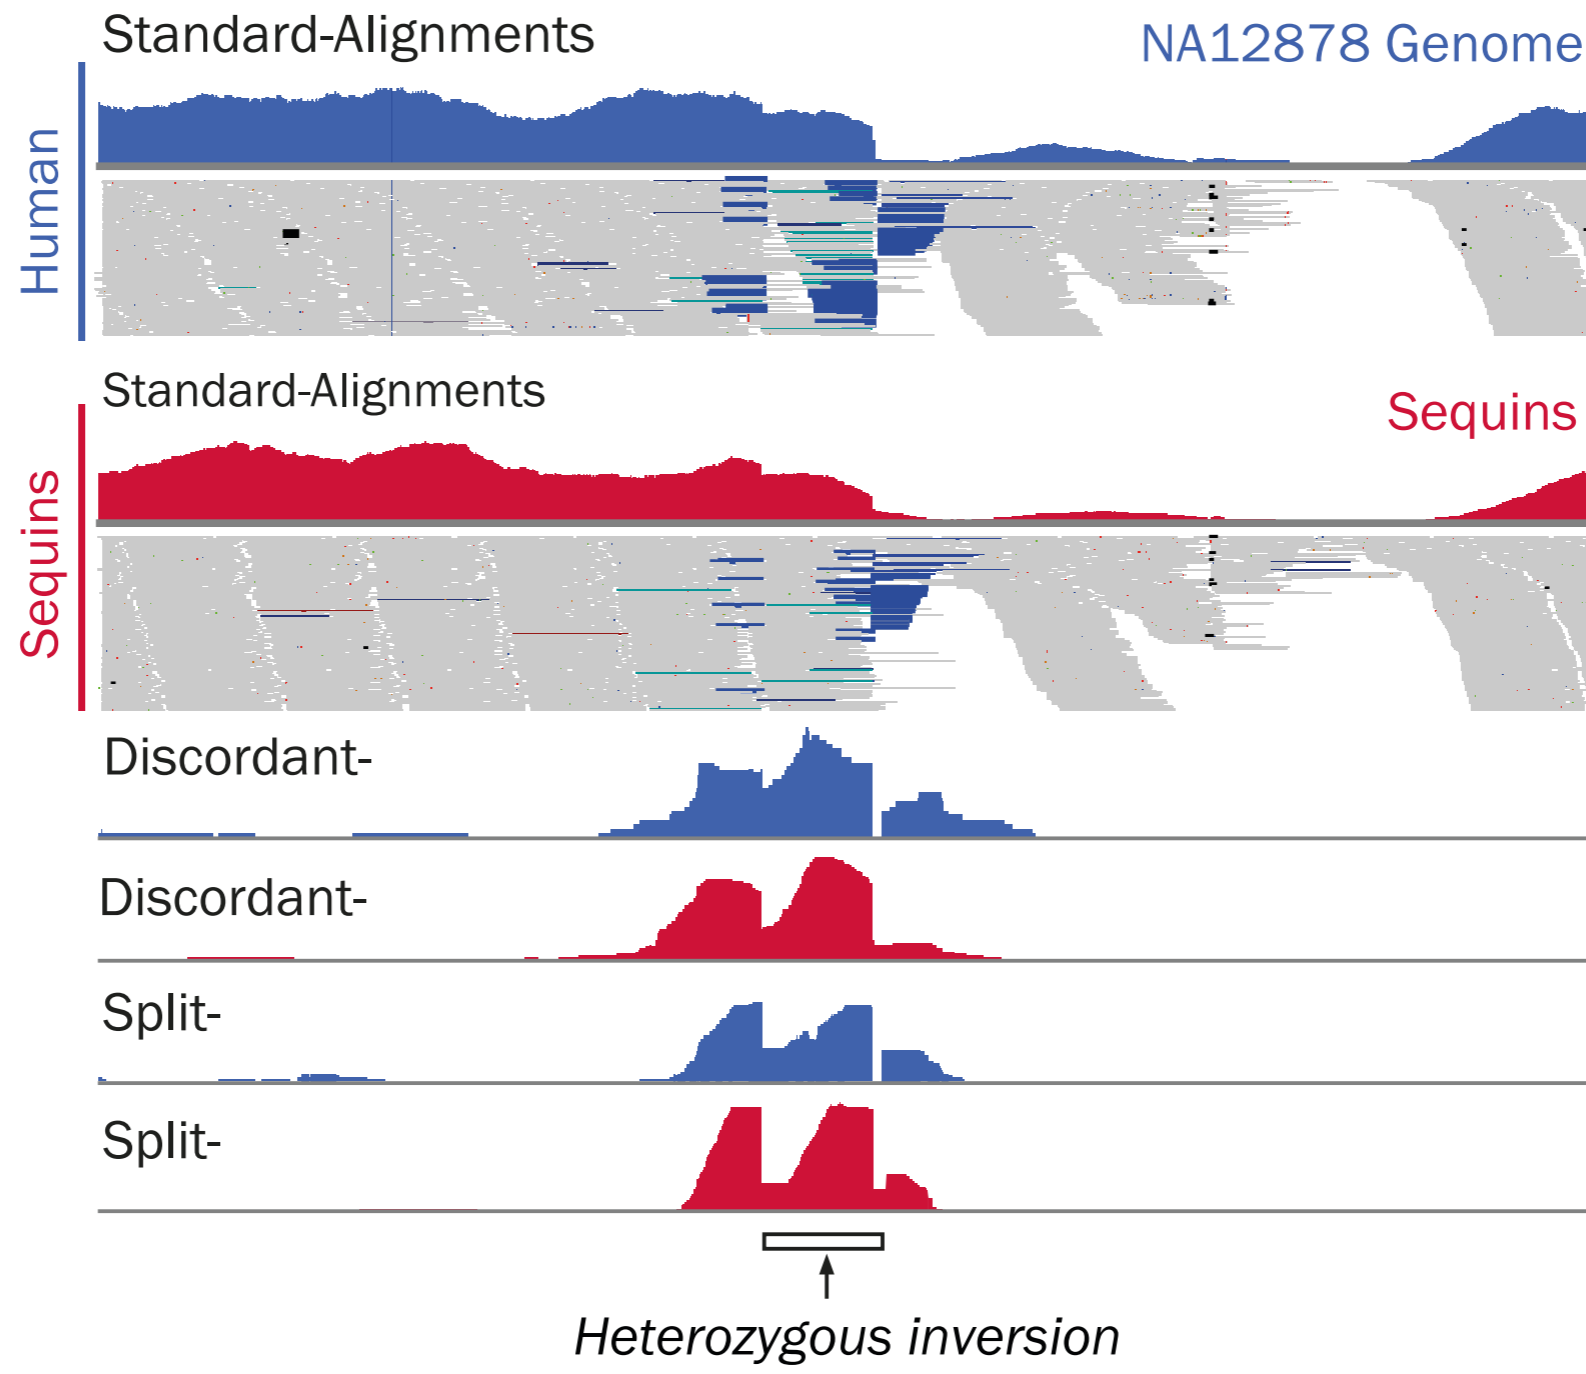 Standard-Alignments
NA12878 Genome
Human
Standard-Alignments
Sequins
Sequins
Discordant-
Discordant-
Split-
Split-
Heterozygous inversion